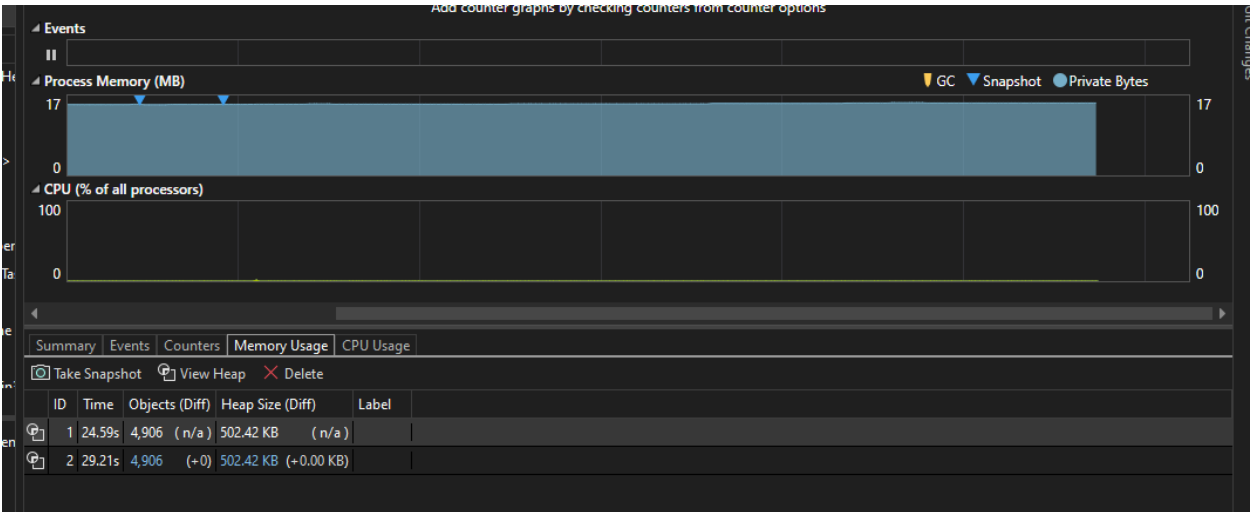 Add counter graphs by checking counters from counter options
Events
Process Memory (MB)
GC Snapshot Private Bytes
17 17
0 0
CPU (% of all processors)
100 100
0 0
Summary Events Counters Memory Usage CPU Usage
Take Snapshot View Heap Delete
ID Time Objects (Diff) Heap Size (Diff) Label
1 24.59s 4,906 (n/a) 502.42 KB (n/a)
2 29.21s 4,906 (+0) 502.42 KB (+0.00 KB)
Changes